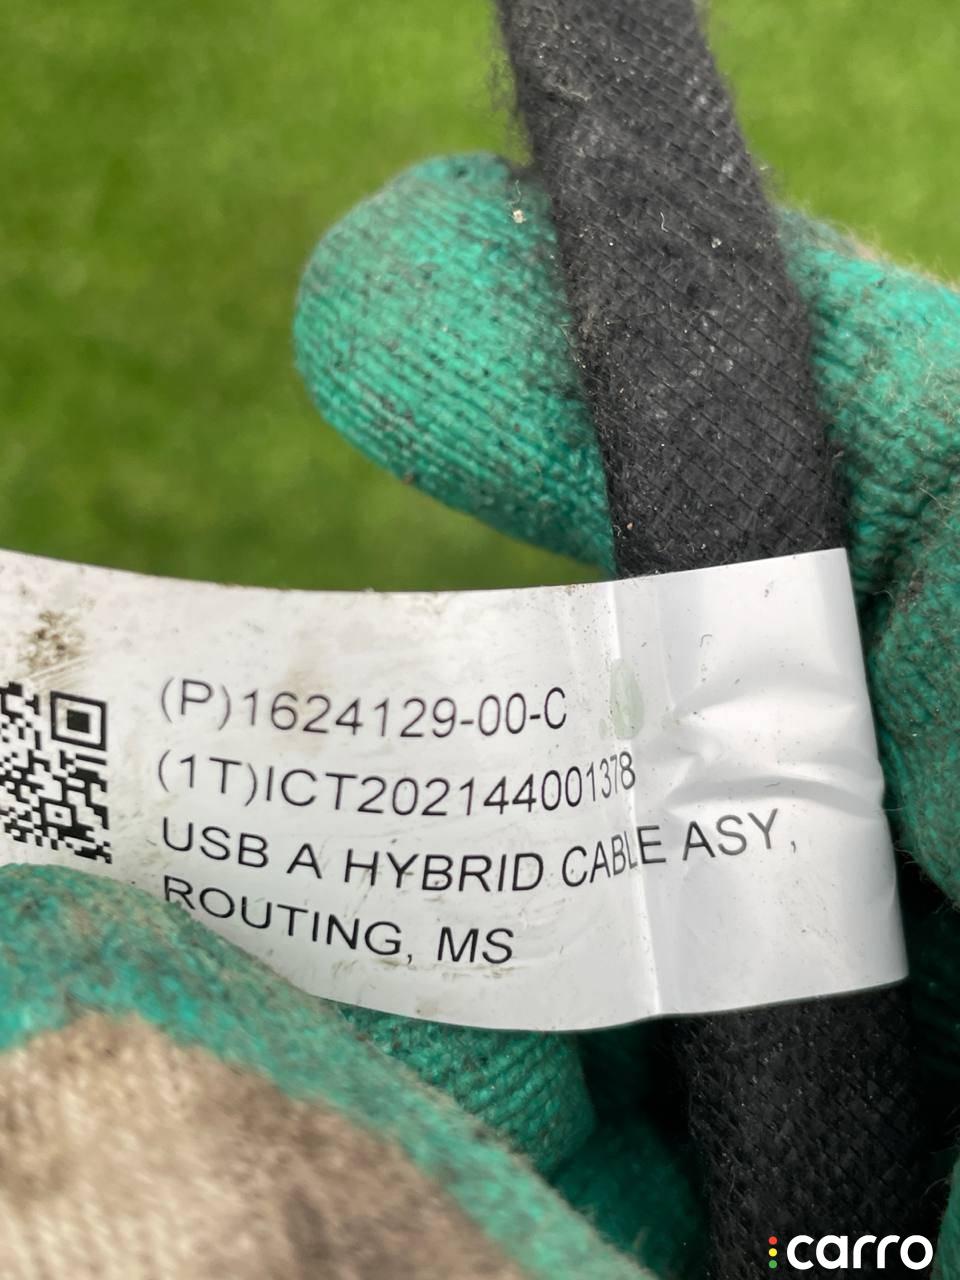 (P)1624129-00-C
(1T)ICT202144001378
USB A HYBRID CABLE ASY,
ROUTING, MS
carro